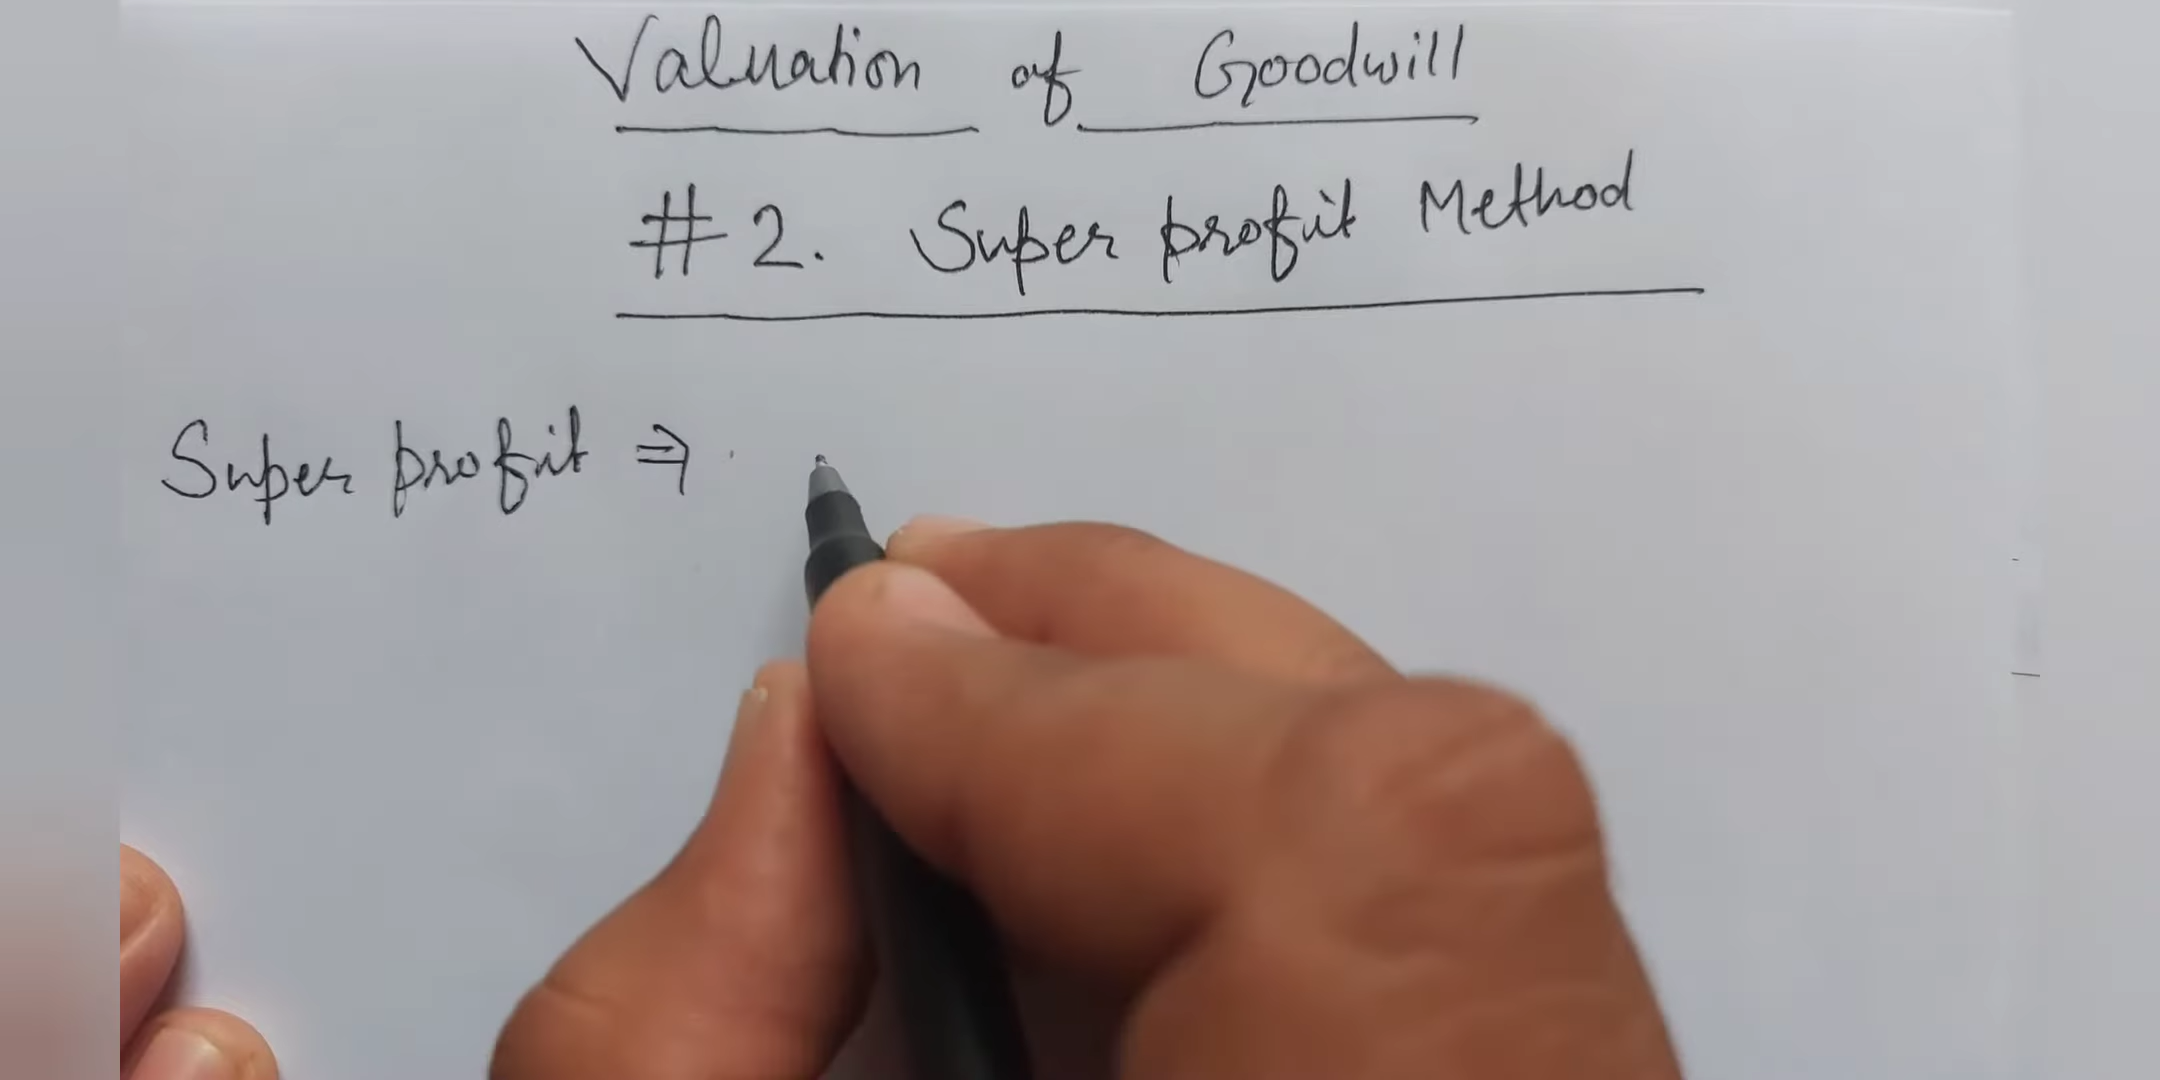 Valuation of Goodwill
# 2. Super profit Method
Super profit ⇒